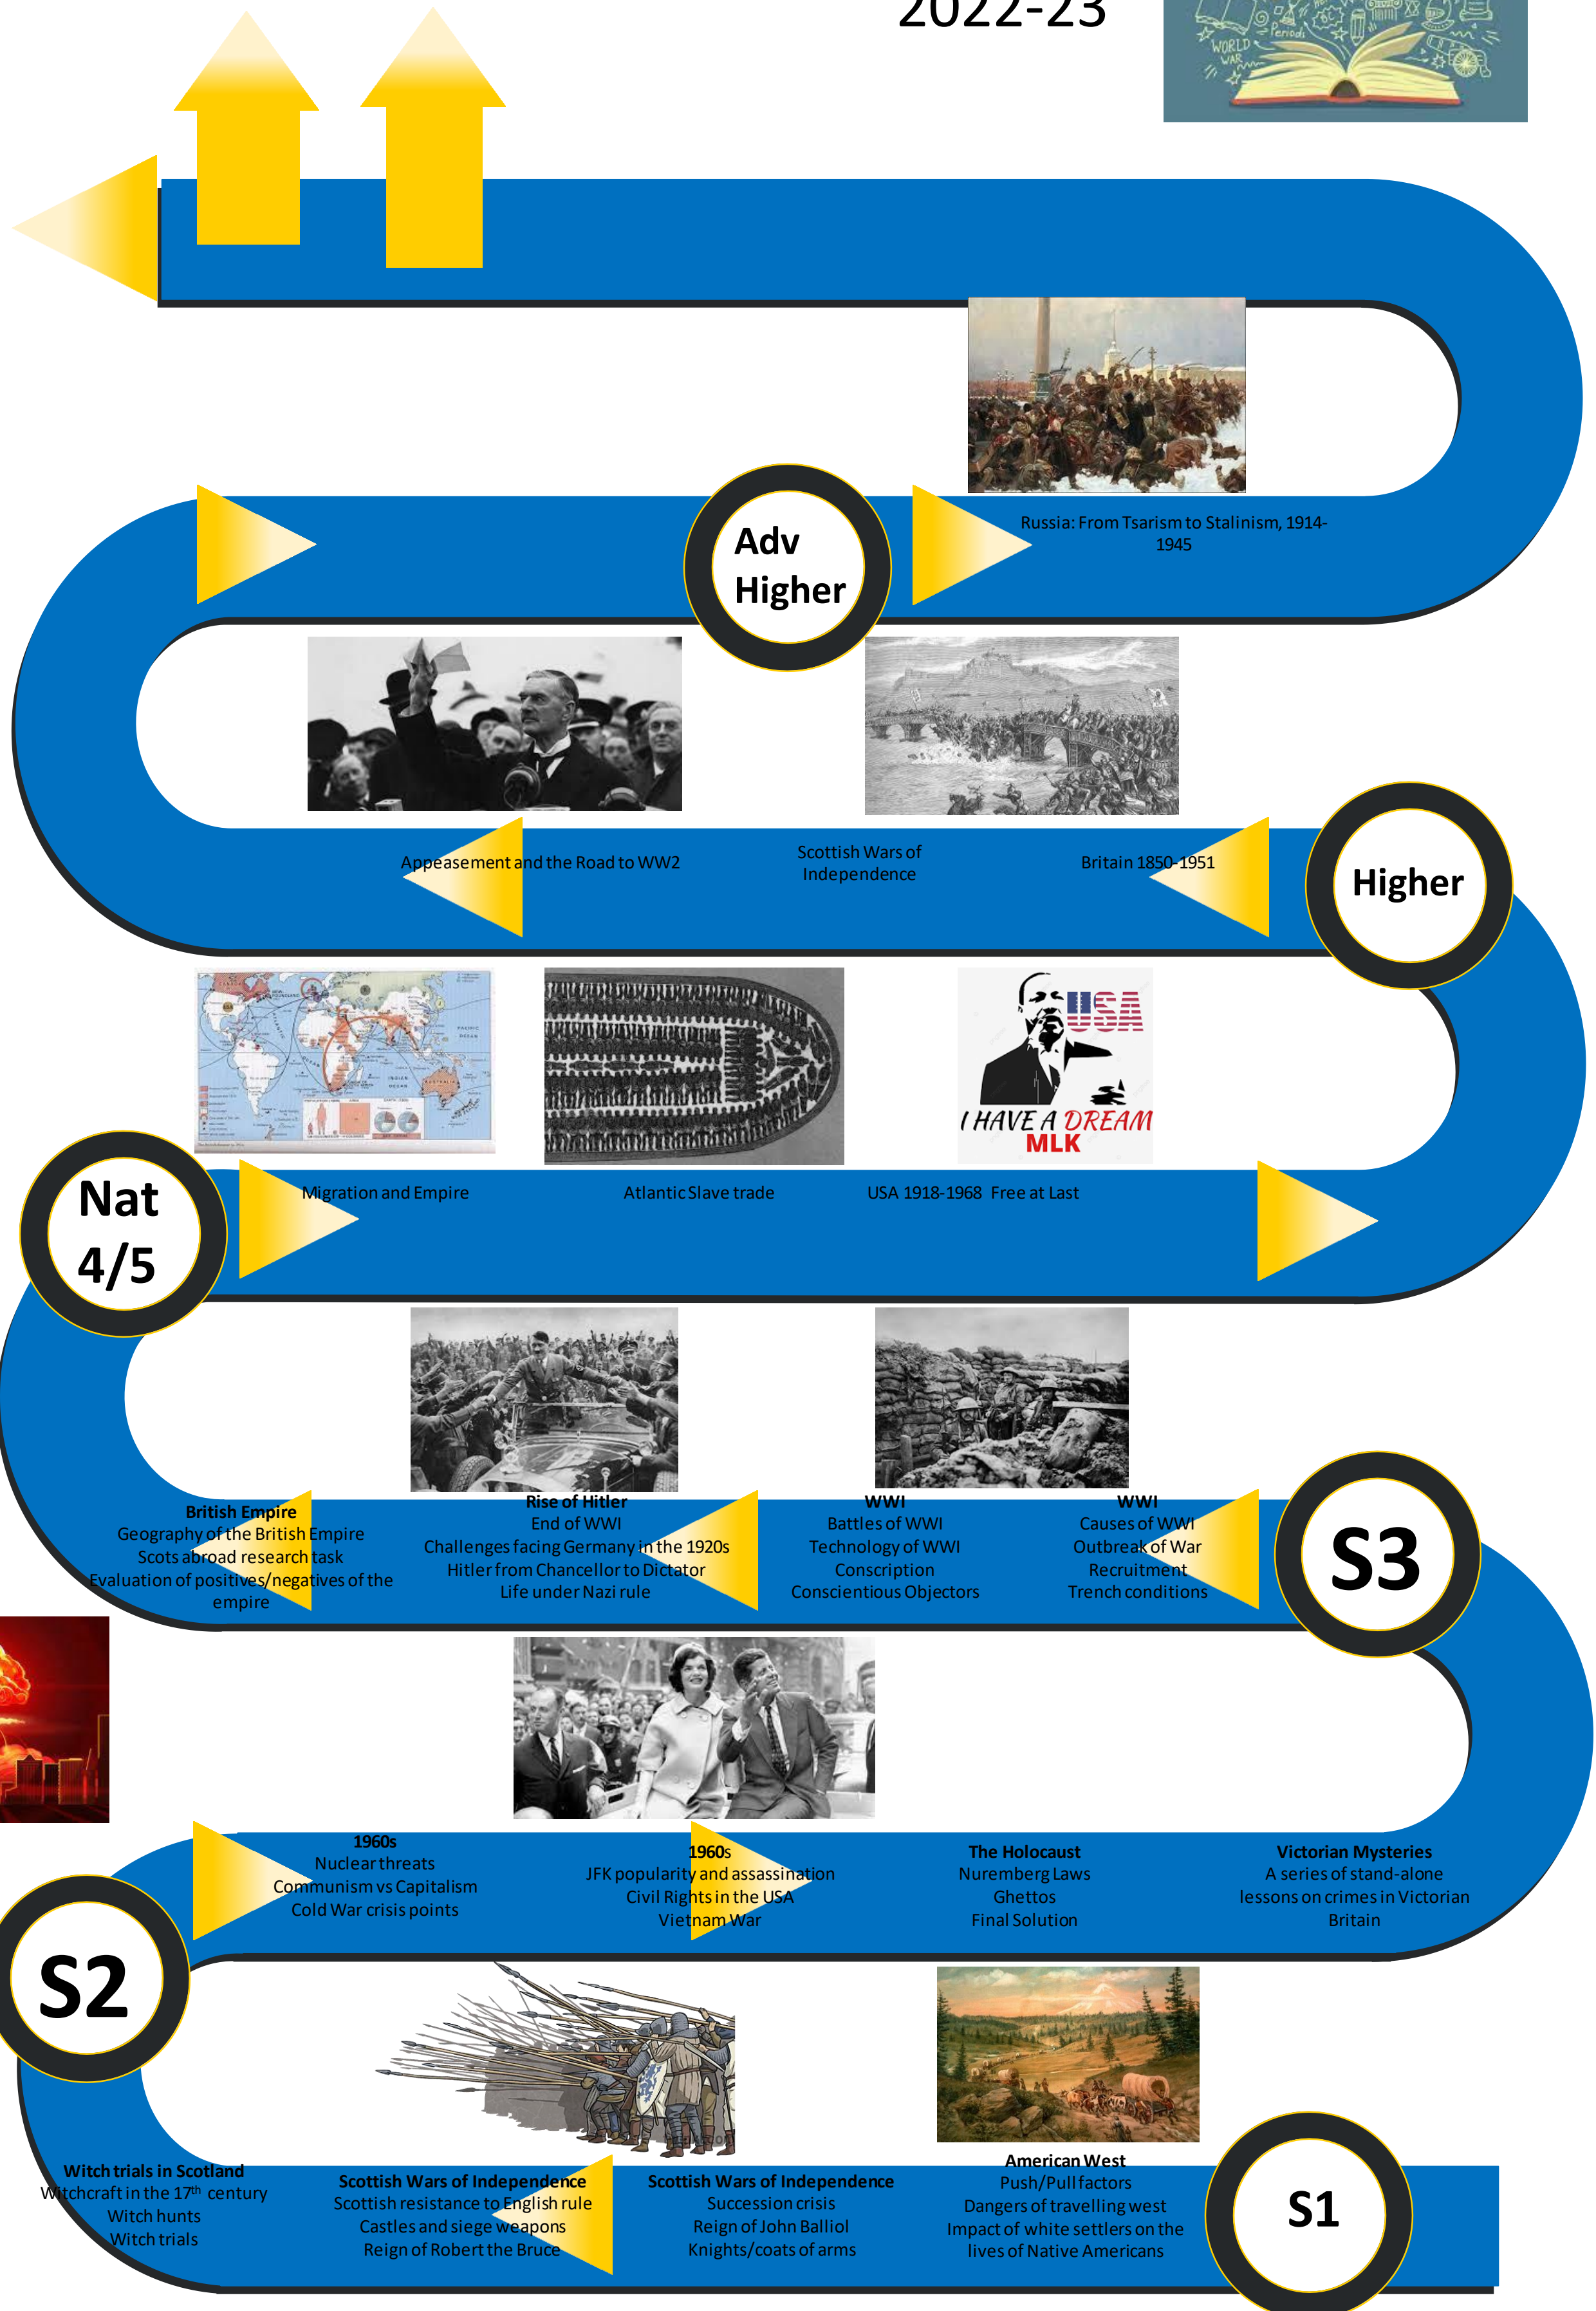 2022-23
WORLD
WAR
Periods
Adv
Higher
Russia: From Tsarism to Stalinism, 1914-
1945
Appeasement and the Road to WW2
Scottish Wars of
Independence
Britain 1850-1951
Higher
USA
I HAVE A DREAM
MLK
Nat
4/5
Migration and Empire
Atlantic Slave trade
USA 1918-1968 Free at Last
British Empire
Geography of the British Empire
Scots abroad research task
Evaluation of positives/negatives of the
empire
Rise of Hitler
End of WWI
Challenges facing Germany in the 1920s
Hitler from Chancellor to Dictator
Life under Nazi rule
WWI
Battles of WWI
Technology of WWI
Conscription
Conscientious Objectors
WWI
Causes of WWI
Outbreak of War
Recruitment
Trench conditions
S3
1960s
Nuclear threats
Communism vs Capitalism
Cold War crisis points
1960s
JFK popularity and assassination
Civil Rights in the USA
Vietnam War
The Holocaust
Nuremberg Laws
Ghettos
Final Solution
Victorian Mysteries
A series of stand-alone
lessons on crimes in Victorian
Britain
S2
Witch trials in Scotland
Witchcraft in the 17th century
Witch hunts
Witch trials
Scottish Wars of Independence
Scottish resistance to English rule
Castles and siege weapons
Reign of Robert the Bruce
Scottish Wars of Independence
Succession crisis
Reign of John Balliol
Knights/coats of arms
American West
Push/Pull factors
Dangers of travelling west
Impact of white settlers on the
lives of Native Americans
S1